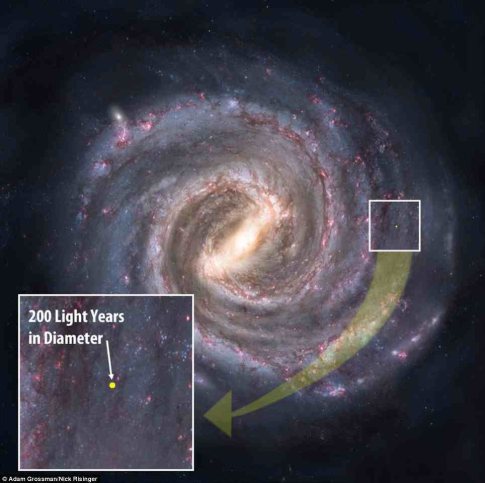 200 Light Years
in Diameter
© Adam Grossman/Nick Risinger